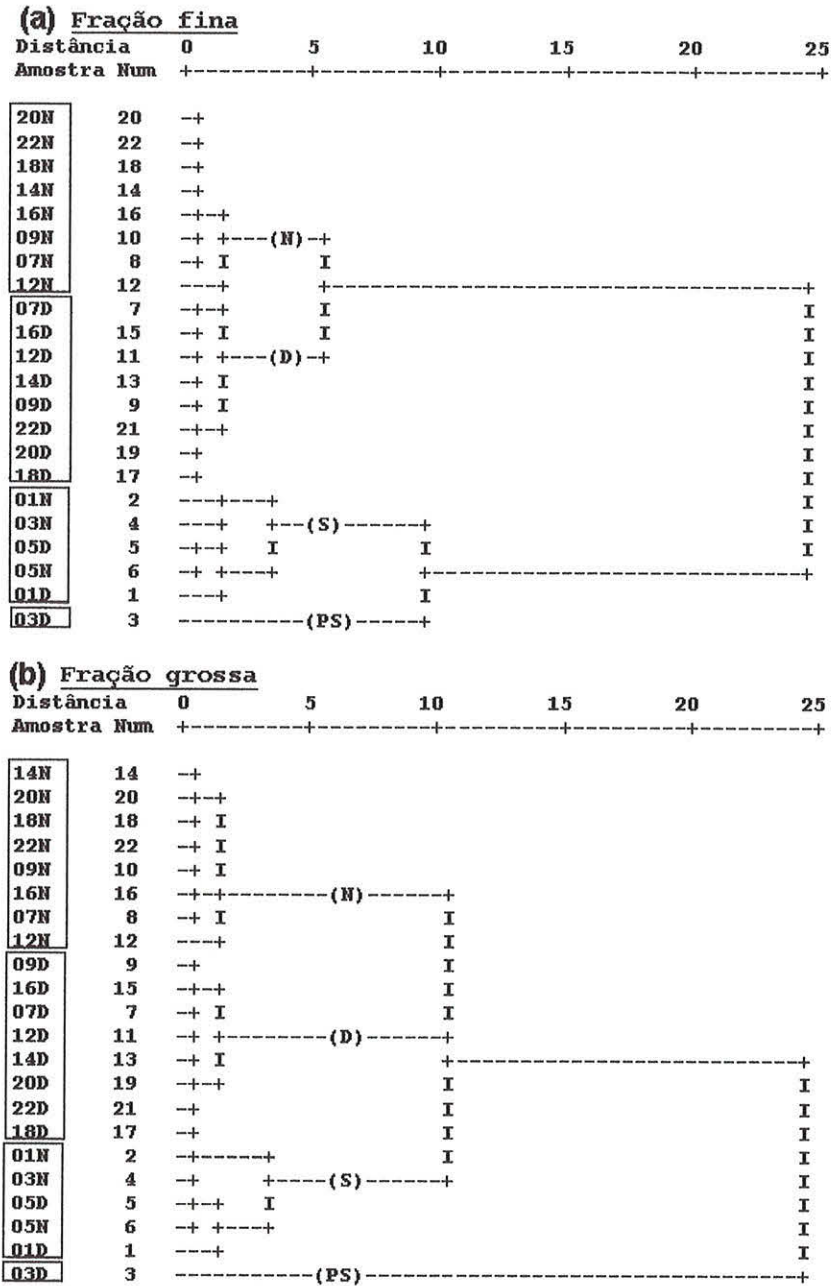 (a) Fração fina
Distância 0 5 10 15 20 25
Amostra Num +---------+---------+---------+---------+---------+
20N 20 -+
22N 22 -+
18N 18 -+
14N 14 -+
16N 16 -+-+
09N 10 -+ +---(N)-+
07N 8 -+ I I
12N 12 ---+ +-------------------------------------+
07D 7 -+-+ I I
16D 15 -+ I I I
12D 11 -+ +---(D)-+ I
14D 13 -+ I I
09D 9 -+ I I
22D 21 -+-+ I
20D 19 -+ I
18D 17 -+ I
01N 2 ---+---+ I
03N 4 ---+ +--(S)------+ I
05D 5 -+-+ I I I
05N 6 -+ +---+ +-----------------------------+
01D 1 ---+ I
03D 3 ----------(PS)-----+
(b) Fração grossa
Distância 0 5 10 15 20 25
Amostra Num +---------+---------+---------+---------+---------+
14N 14 -+
20N 20 -+-+
18N 18 -+ I
22N 22 -+ I
09N 10 -+ I
16N 16 -+-+--------(N)------+
07N 8 -+ I I
12N 12 ---+ I
09D 9 -+ I
16D 15 -+-+ I
07D 7 -+ I I
12D 11 -+ +--------(D)------+
14D 13 -+ I +---------------------------+
20D 19 -+-+ I I
22D 21 -+ I I
18D 17 -+ I I
01N 2 -+-----+ I I
03N 4 -+ +----(S)------+ I
05D 5 -+-+ I I
05N 6 -+ +---+ I
01D 1 ---+ I
03D 3 -----------(PS)----------------------------------+